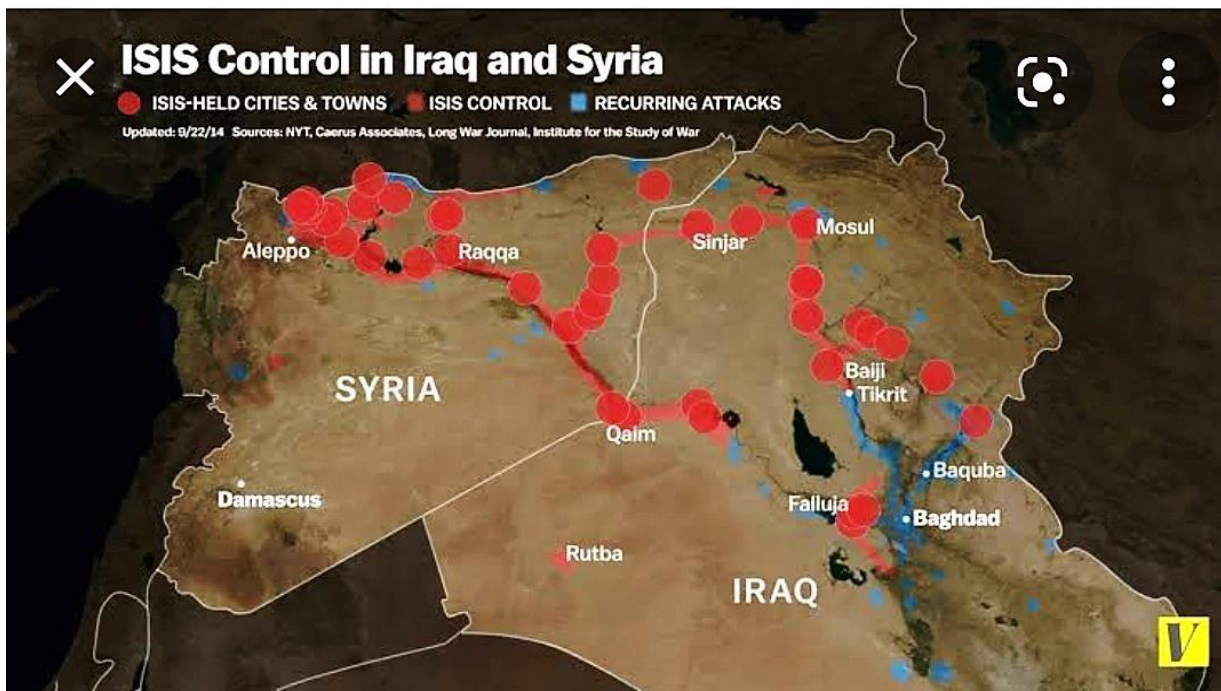 ISIS Control in Iraq and Syria
ISIS-HELD CITIES & TOWNS ISIS CONTROL RECURRING ATTACKS
Updated: 9/22/14 Sources: NYT, Caerus Associates, Long War Journal, Institute for the Study of War
Sinjar
Mosul
Aleppo
Raqqa
Baiji
SYRIA
Tikrit
Qaim
Baquba
Damascus
Falluja
Baghdad
Rutba
IRAQ
V